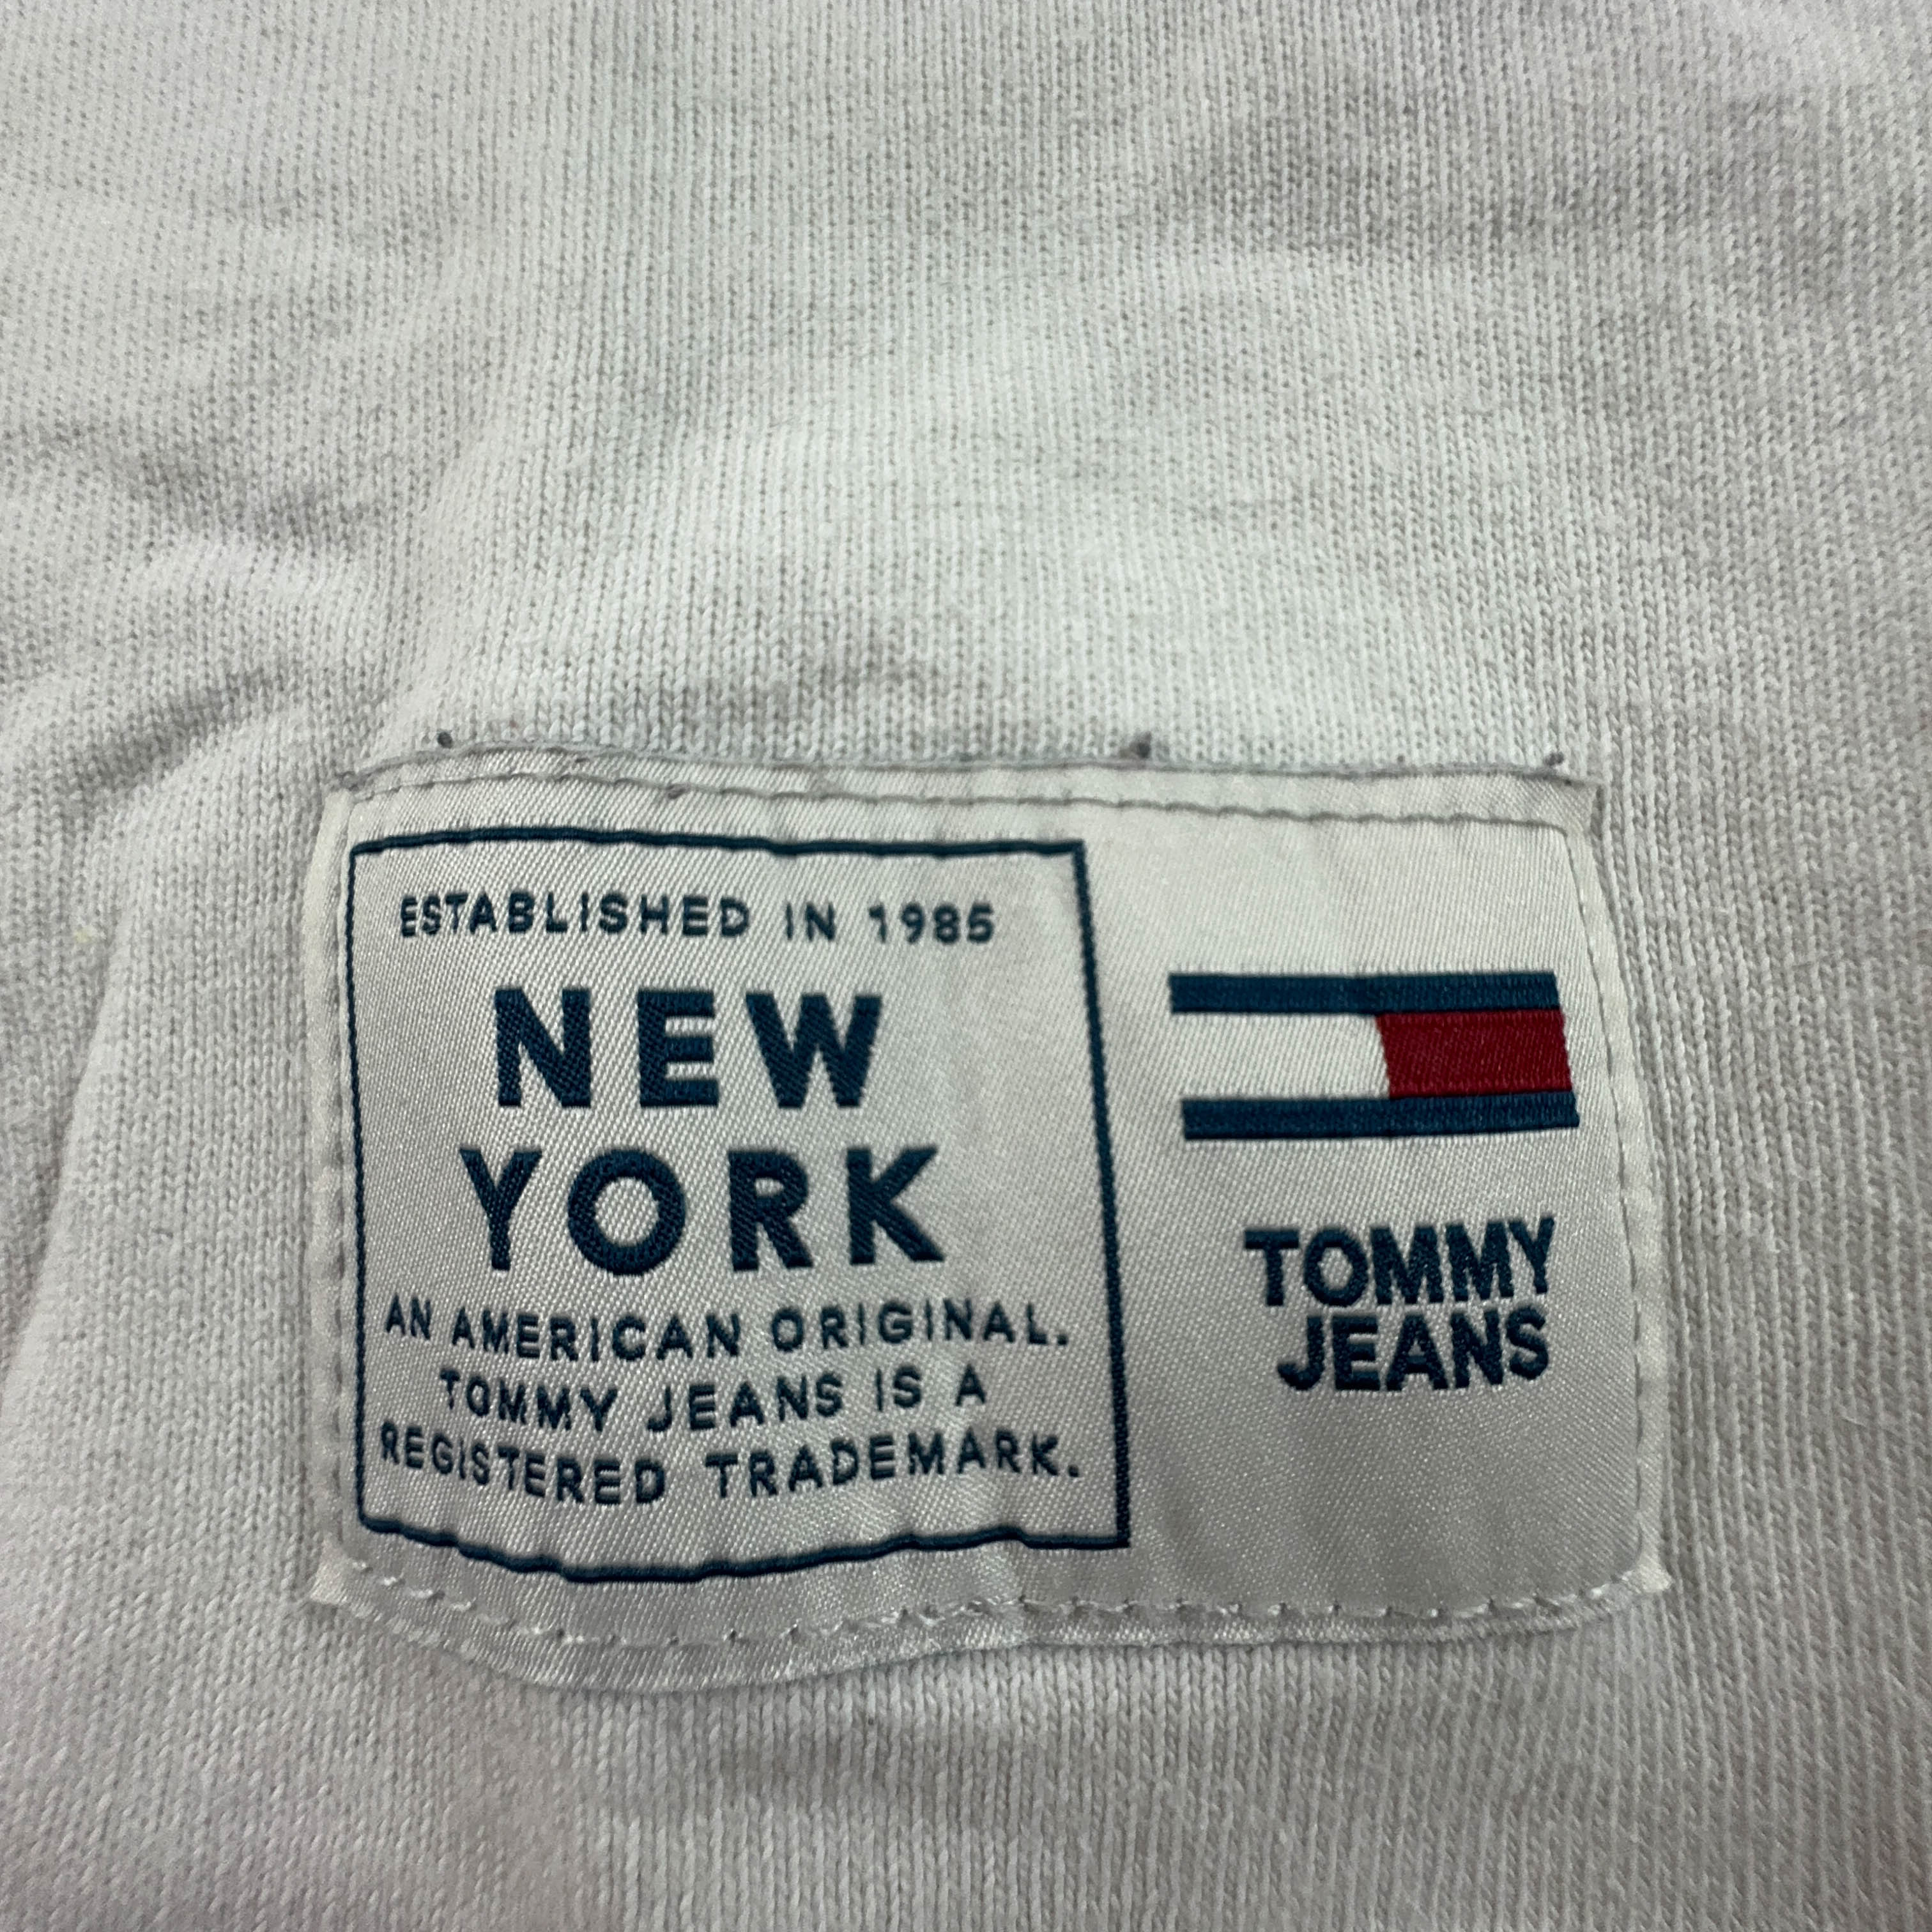 ESTABLISHED IN 1985
NEW
YORK
AN AMERICAN ORIGINAL.
TOMMY JEANS IS A
REGISTERED TRADEMARK.
TOMMY
JEANS